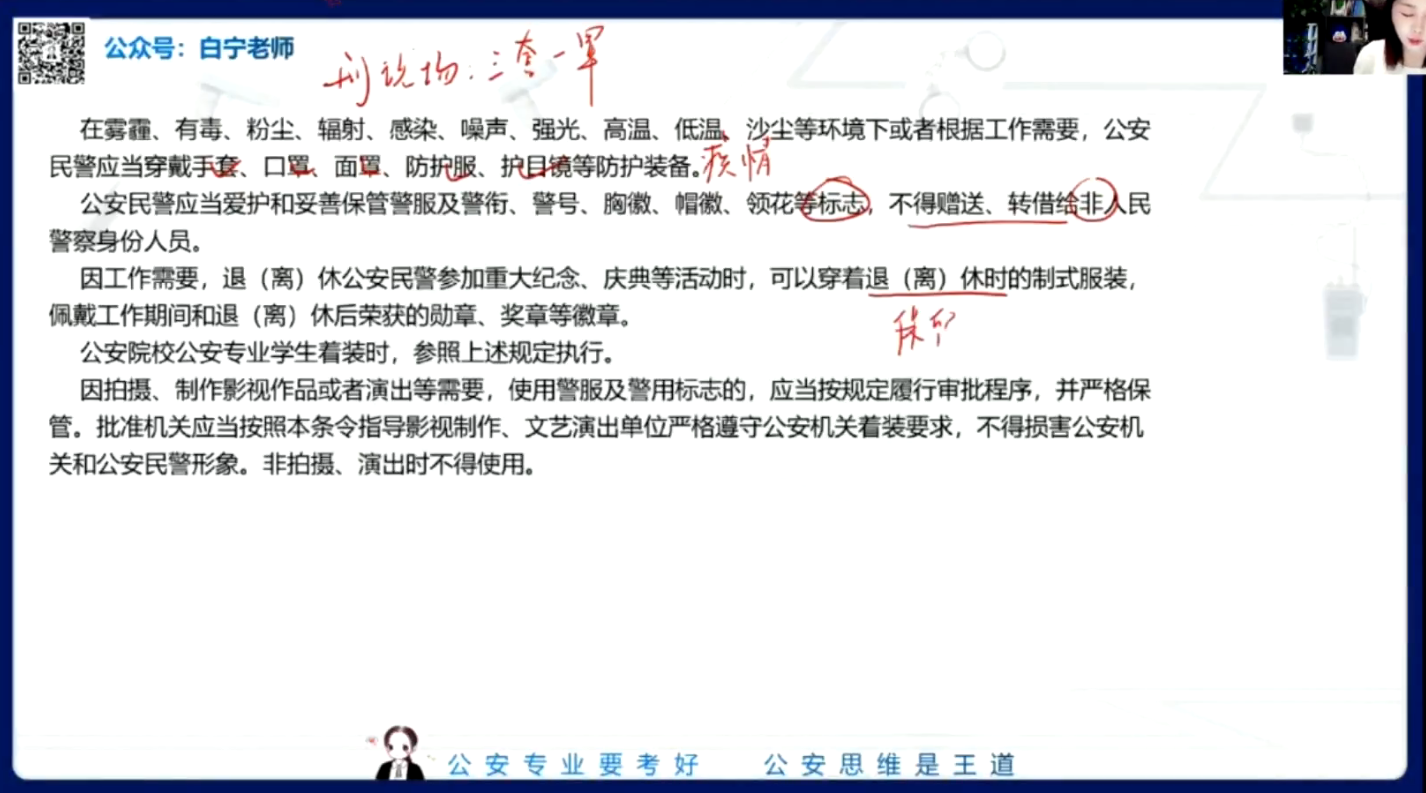 公众号：白宁老师
刑现场：三套一罩
在雾霾、有毒、粉尘、辐射、感染、噪声、强光、高温、低温、沙尘等环境下或者根据工作需要，公安
民警应当穿戴手套、口罩、面罩、防护服、护目镜等防护装备。
疫情
公安民警应当爱护和妥善保管警服及警衔、警号、胸徽、帽徽、领花等标志，不得赠送、转借给非人民
警察身份人员。
因工作需要，退（离）休公安民警参加重大纪念、庆典等活动时，可以穿着退（离）休时的制式服装，
佩戴工作期间和退（离）休后荣获的勋章、奖章等徽章。
公安院校公安专业学生着装时，参照上述规定执行。
因拍摄、制作影视作品或者演出等需要，使用警服及警用标志的，应当按规定履行审批程序，并严格保
管。批准机关应当按照本条令指导影视制作、文艺演出单位严格遵守公安机关着装要求，不得损害公安机
关和公安民警形象。非拍摄、演出时不得使用。
公安专业要考好 公安思维是王道